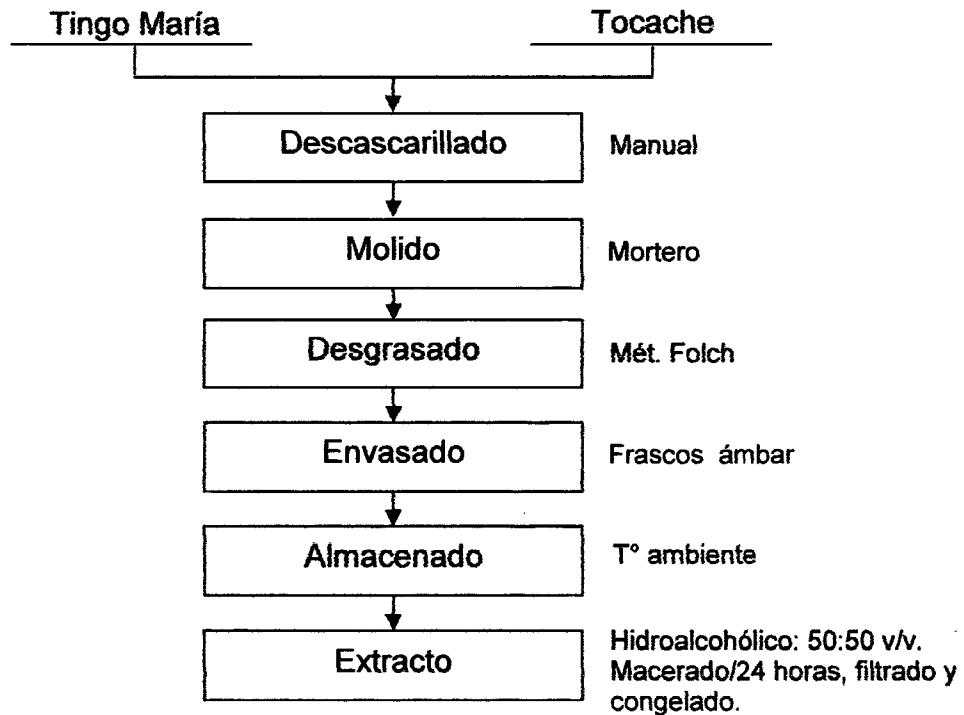 Tingo María
Tocache
Descascarillado
Manual
Molido
Mortero
Desgrasado
Mét. Folch
Envasado
Frascos ámbar
Almacenado
T° ambiente
Extracto
Hidroalcohólico: 50:50 v/v.
Macerado/24 horas, filtrado y
congelado.